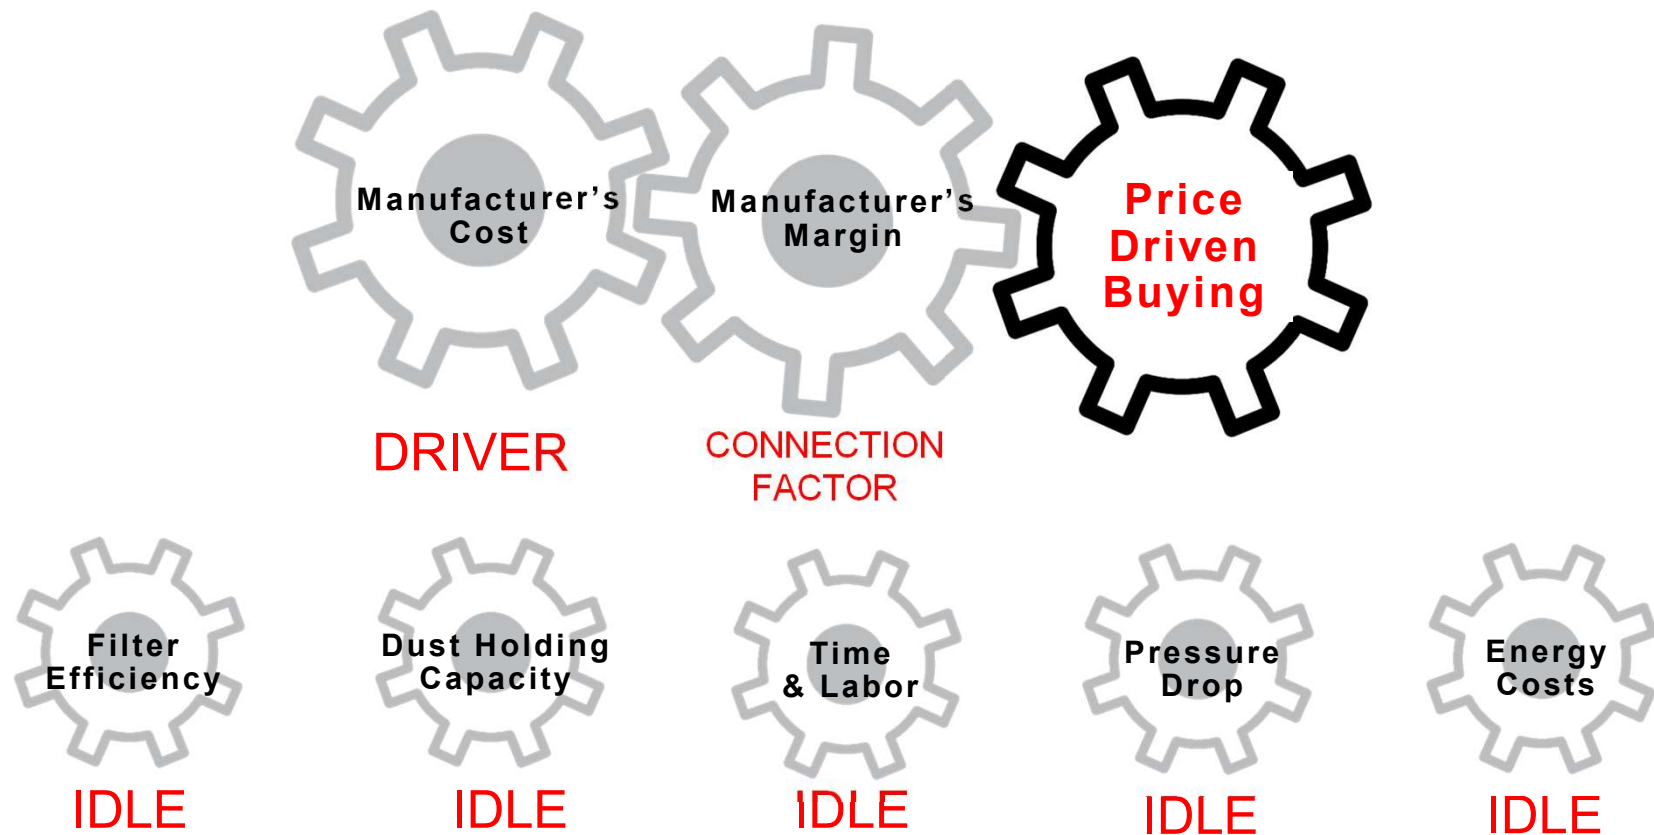 Manufacturer's
Cost
Manufacturer's
Margin
Price
Driven
Buying
DRIVER
CONNECTION
FACTOR
Filter
Efficiency
Dust Holding
Capacity
Time
& Labor
Pressure
Drop
Energy
Costs
IDLE
IDLE
IDLE
IDLE
IDLE